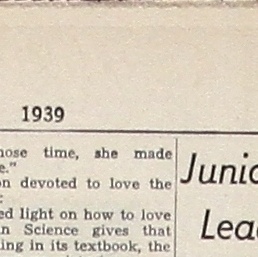 1939
hose time, she made
e."
on devoted to love the
ed light on how to love
n Science gives that
ing in its textbook, the
Junio
Lea